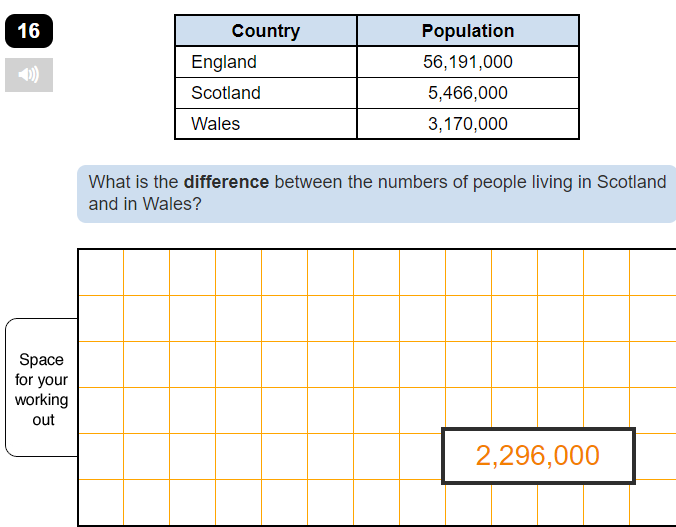 16
Country Population
England 56,191,000
Scotland 5,466,000
Wales 3,170,000
What is the difference between the numbers of people living in Scotland
and in Wales?
Space
for your
working
out
2,296,000